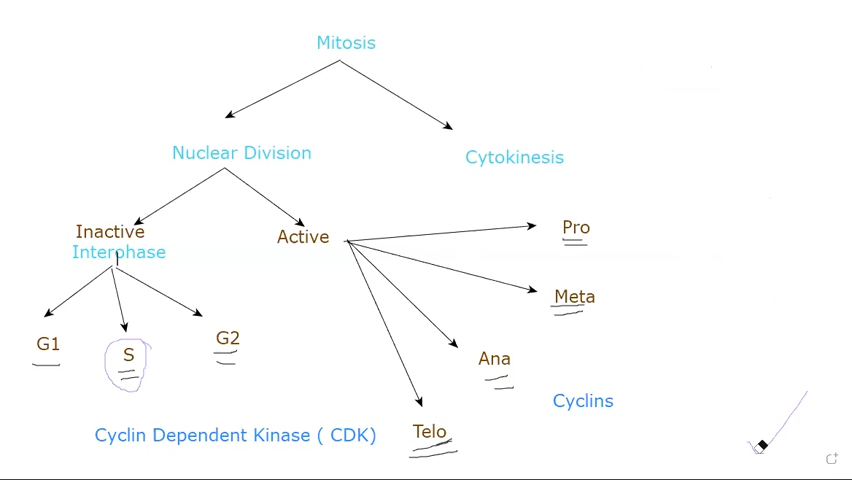 Mitosis
Nuclear Division
Cytokinesis
Inactive
Interphase
Active
Pro
Meta
G1
S
G2
Ana
Cyclins
Telo
Cyclin Dependent Kinase ( CDK)